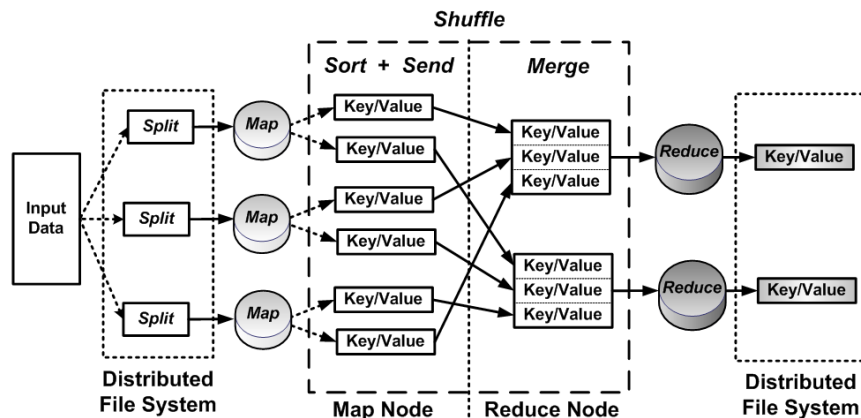 Shuffle
Sort + Send
Merge
Input
Data
Split
Split
Split
Map
Map
Map
Key/Value
Key/Value
Key/Value
Key/Value
Key/Value
Key/Value
Key/Value
Key/Value
Key/Value
Key/Value
Key/Value
Key/Value
Reduce
Reduce
Key/Value
Key/Value
Distributed
File System
Map Node
Reduce Node
Distributed
File System